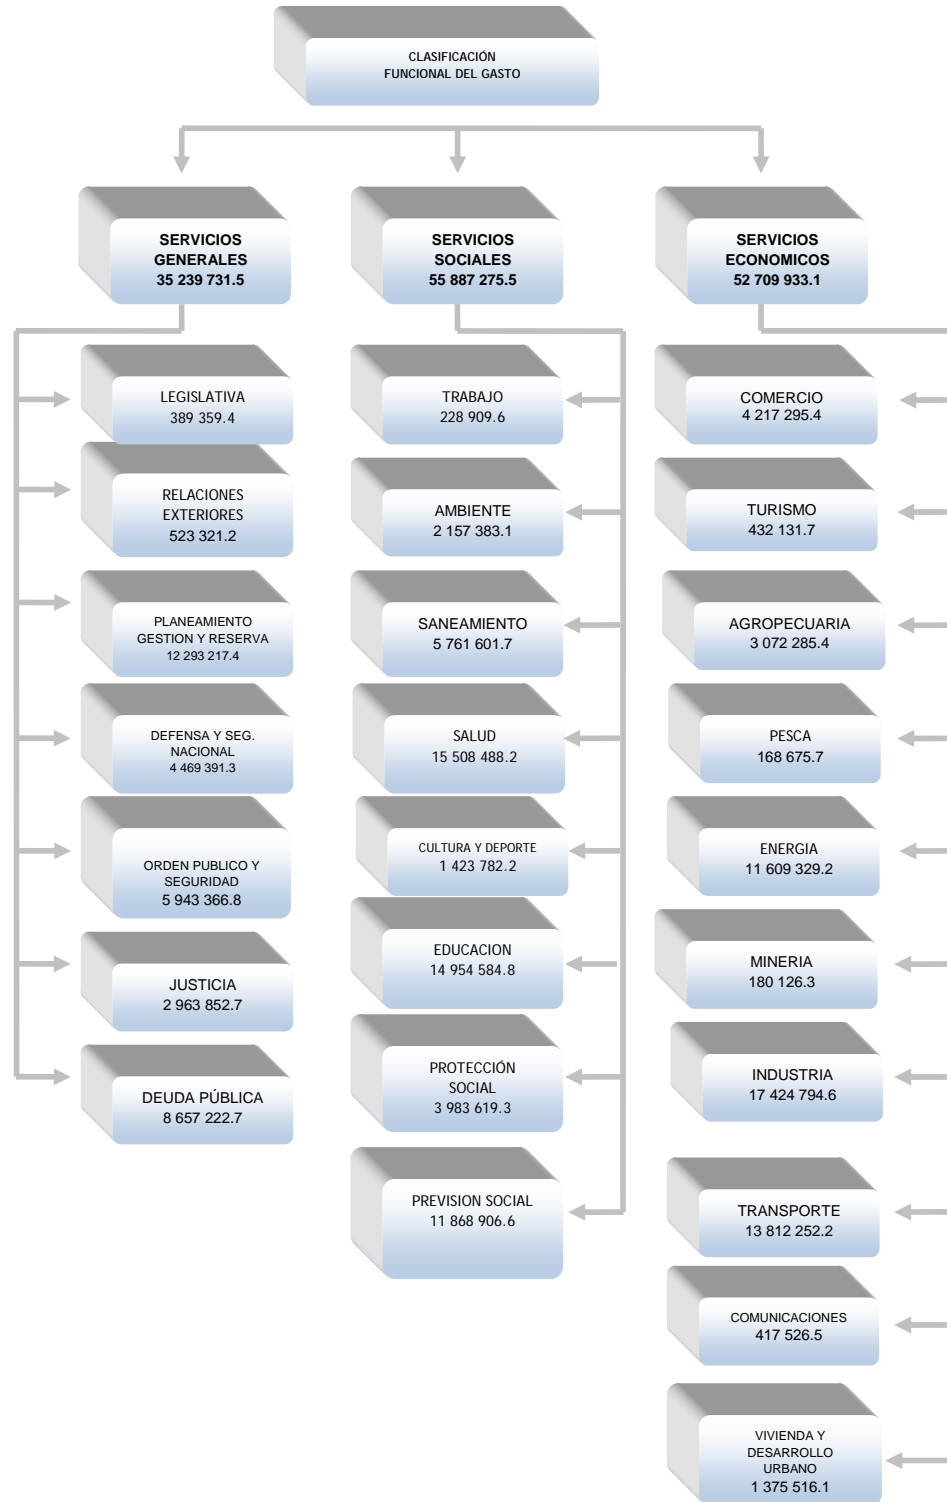 CLASIFICACIÓN
FUNCIONAL DEL GASTO
SERVICIOS
GENERALES
35 239 731.5
SERVICIOS
SOCIALES
55 887 275.5
SERVICIOS
ECONOMICOS
52 709 933.1
LEGISLATIVA
389 359.4
RELACIONES
EXTERIORES
523 321.2
PLANEAMIENTO
GESTION Y RESERVA
12 293 217.4
DEFENSA Y SEG.
NACIONAL
4 469 391.3
ORDEN PUBLICO Y
SEGURIDAD
5 943 366.8
JUSTICIA
2 963 852.7
DEUDA PÚBLICA
8 657 222.7
TRABAJO
228 909.6
AMBIENTE
2 157 383.1
SANEAMIENTO
5 761 601.7
SALUD
15 508 488.2
CULTURA Y DEPORTE
1 423 782.2
EDUCACION
14 954 584.8
PROTECCIÓN
SOCIAL
3 983 619.3
PREVISION SOCIAL
11 868 906.6
COMERCIO
4 217 295.4
TURISMO
432 131.7
AGROPECUARIA
3 072 285.4
PESCA
168 675.7
ENERGIA
11 609 329.2
MINERIA
180 126.3
INDUSTRIA
17 424 794.6
TRANSPORTE
13 812 252.2
COMUNICACIONES
417 526.5
VIVIENDA Y
DESARROLLO
URBANO
1 375 516.1